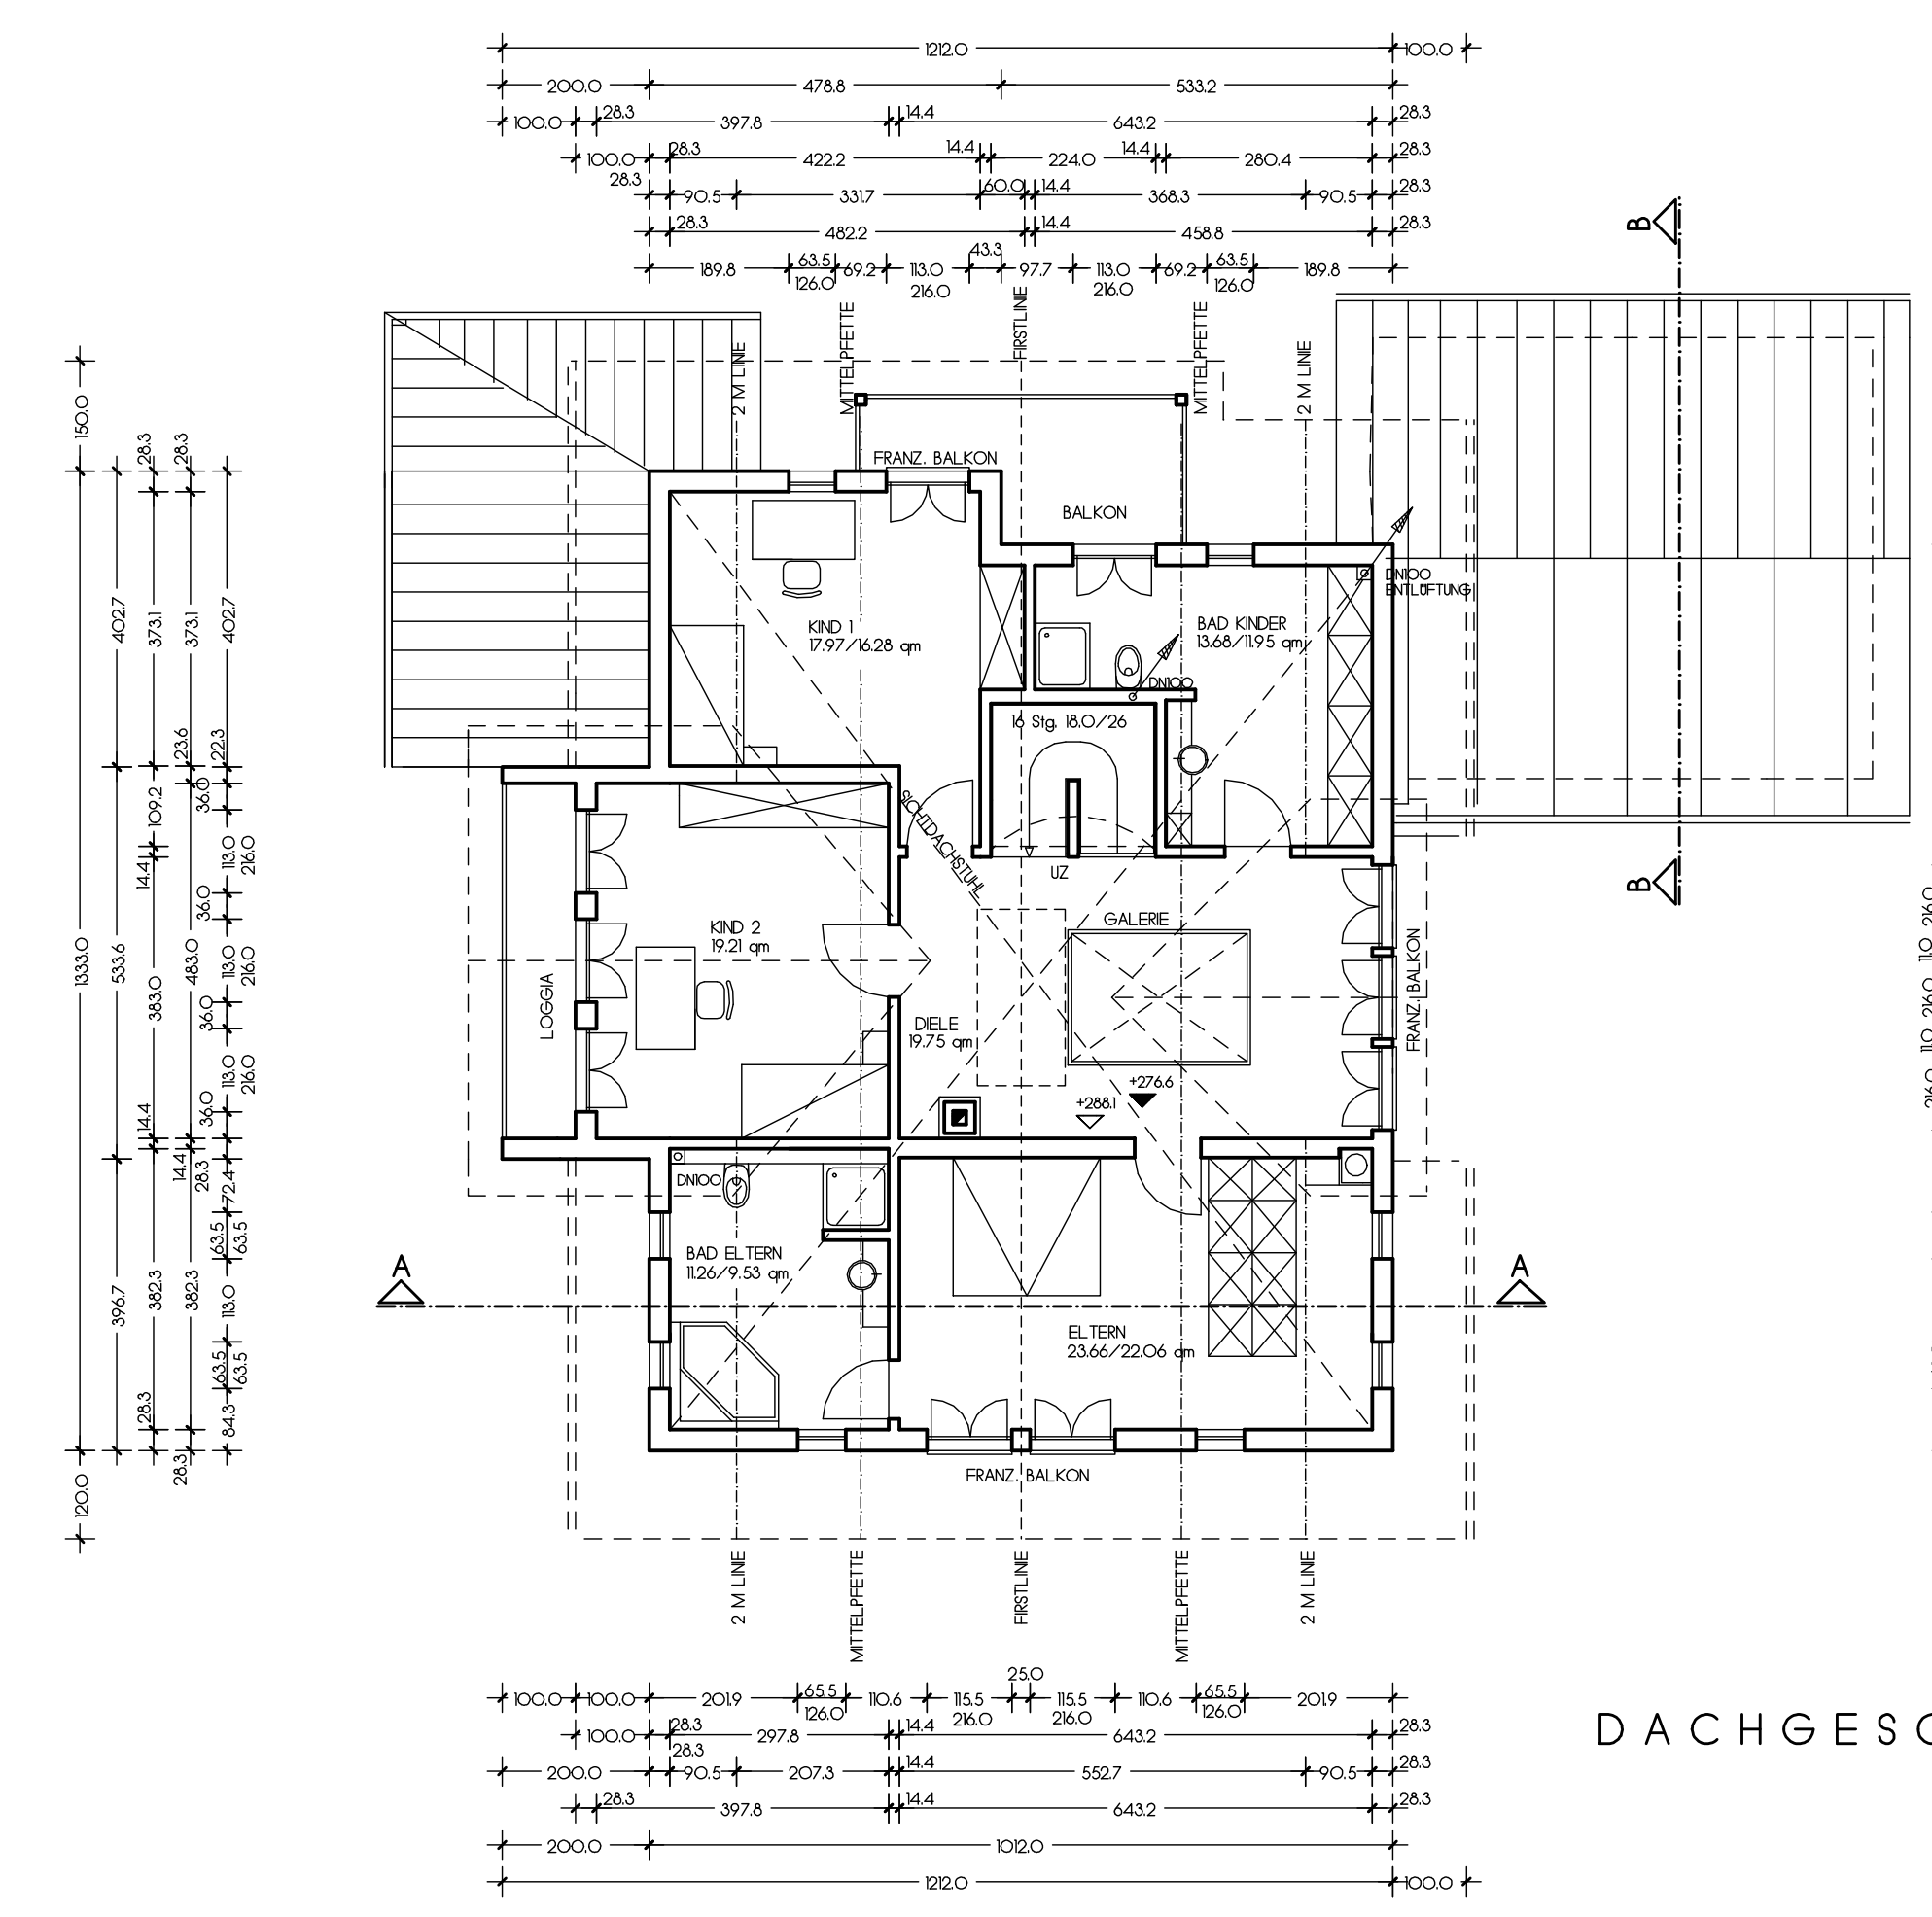 1212.0 100.0
200.0 478.8 533.2
100.0 28.3 397.8 14.4 643.2 28.3
100.0 28.3 422.2 14.4 224.0 14.4 280.4 28.3
28.3 90.5 331.7 60.0 14.4 368.3 90.5 28.3
28.3 482.2 14.4 458.8 28.3
189.8 63.5 69.2 113.0 43.3 97.7 113.0 69.2 63.5 189.8
126.0 216.0 216.0 126.0
2 M LINIE
MITTELPFETTE
FIRSTLINIE
MITTELPFETTE
2 M LINIE
B
150.0
1333.0
120.0
402.7
533.6
396.7
28.3
373.1
109.2
14.4
383.0
14.4
382.3
28.3
28.3
373.1
23.6
483.0
14.4
28.3
382.3
28.3
402.7
22.3
36.0
113.0
216.0
36.0
113.0
216.0
36.0
113.0
216.0
36.0
72.4
63.5
63.5
113.0
63.5
63.5
84.3
FRANZ. BALKON
BALKON
DN100
ENTLÜFTUNG
KIND 1
17.97/16.28 qm
BAD KINDER
13.68/11.95 qm
DN100
16 Stg. 18.0/26
SICHTDACHSTUHL
UZ
B
KIND 2
19.21 qm
GALERIE
LOGGIA
FRANZ. BALKON
DIELE
19.75 qm
+276.6
+288.1
216.0 11.0 216.0 11.0 216.0
DN100
BAD ELTERN
11.26/9.53 qm
A
A
ELTERN
23.66/22.06 qm
FRANZ. BALKON
2 M LINIE
MITTELPFETTE
FIRSTLINIE
MITTELPFETTE
2 M LINIE
25.0
100.0 100.0 201.9 65.5 110.6 115.5 115.5 110.6 65.5 201.9
126.0 216.0 216.0 126.0
100.0 28.3 297.8 14.4 643.2 28.3
200.0 28.3 90.5 207.3 14.4 552.7 90.5 28.3
28.3 397.8 14.4 643.2 28.3
200.0 1012.0
1212.0 100.0
DACHGESC